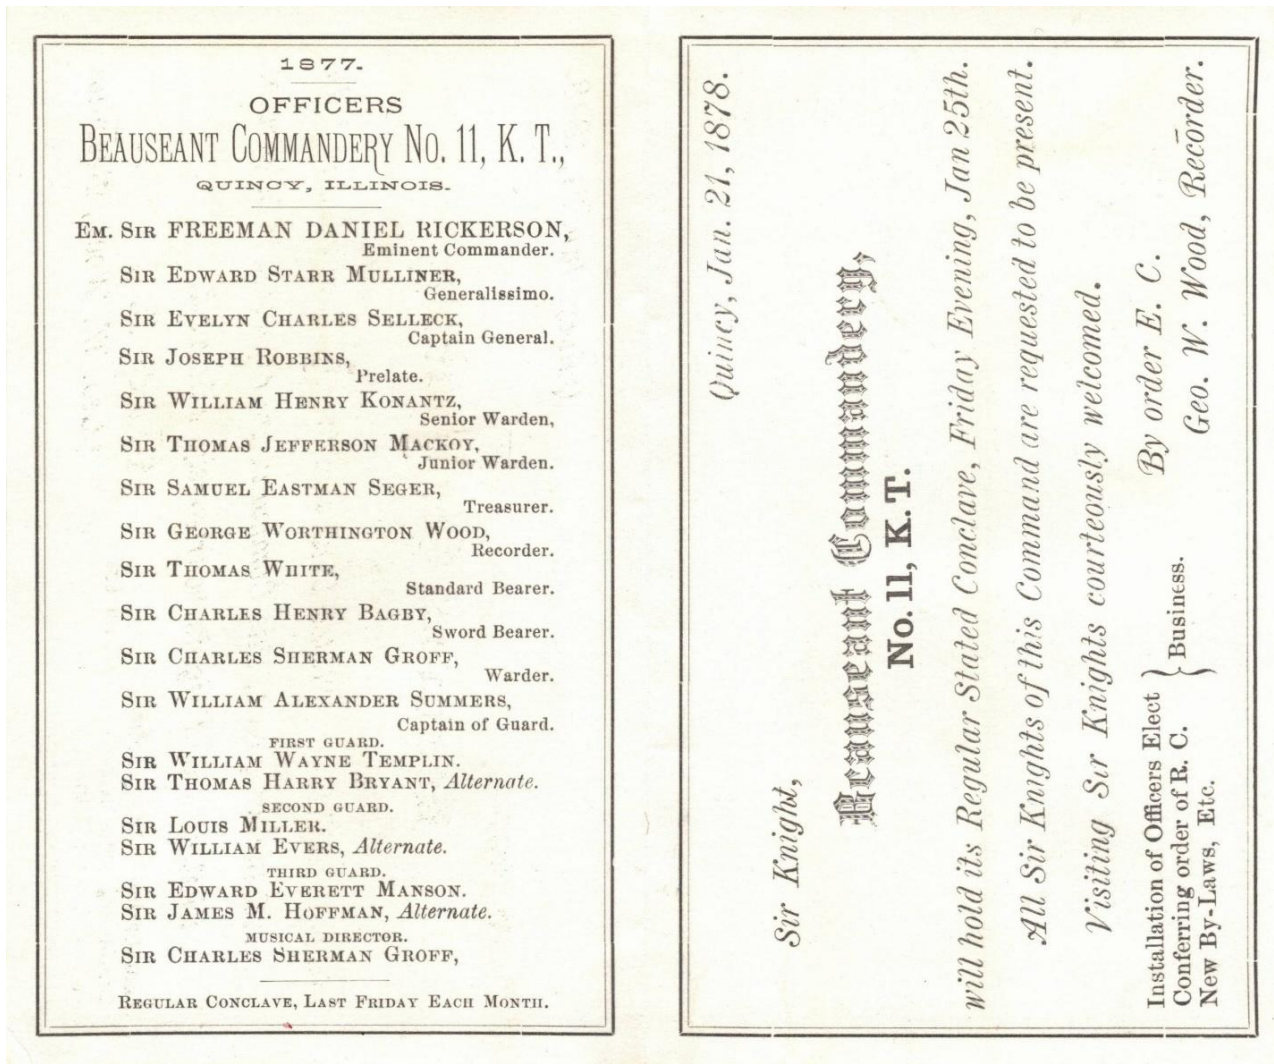 1877.
OFFICERS
BEAUSEANT COMMANDERY NO. 11, K. T.,
QUINCY, ILLINOIS.
EM. SIR FREEMAN DANIEL RICKERSON,
Eminent Commander.
SIR EDWARD STARR MULLINER,
Generalissimo.
SIR EVELYN CHARLES SELLECK,
Captain General.
SIR JOSEPH ROBBINS,
Prelate.
SIR WILLIAM HENRY KONANTZ,
Senior Warden,
SIR THOMAS JEFFERSON MACKOY,
Junior Warden.
SIR SAMUEL EASTMAN SEGER,
Treasurer.
SIR GEORGE WORTHINGTON WOOD,
Recorder.
SIR THOMAS WHITE,
Standard Bearer.
SIR CHARLES HENRY BAGBY,
Sword Bearer.
SIR CHARLES SHERMAN GROFF,
Warder.
SIR WILLIAM ALEXANDER SUMMERS,
Captain of Guard.
FIRST GUARD.
SIR WILLIAM WAYNE TEMPLIN.
SIR THOMAS HARRY BRYANT, Alternate.
SECOND GUARD.
SIR LOUIS MILLER.
SIR WILLIAM EVERS, Alternate.
THIRD GUARD.
SIR EDWARD EVERETT MANSON.
SIR JAMES M. HOFFMAN, Alternate.
MUSICAL DIRECTOR.
SIR CHARLES SHERMAN GROFF,
REGULAR CONCLAVE, LAST FRIDAY EACH MONTH.
Quincy, Jan. 21, 1878.
Sir Knight,
Beauseant Commandery,
No. 11, K. T.
will hold its Regular Stated Conclave, Friday Evening, Jan 25th.
All Sir Knights of this Command are requested to be present.
Visiting Sir Knights courteously welcomed.
By order E. C.
Geo. W. Wood, Recorder.
Installation of Officers Elect
Conferring order of R. C.
New By-Laws, Etc.
} Business.